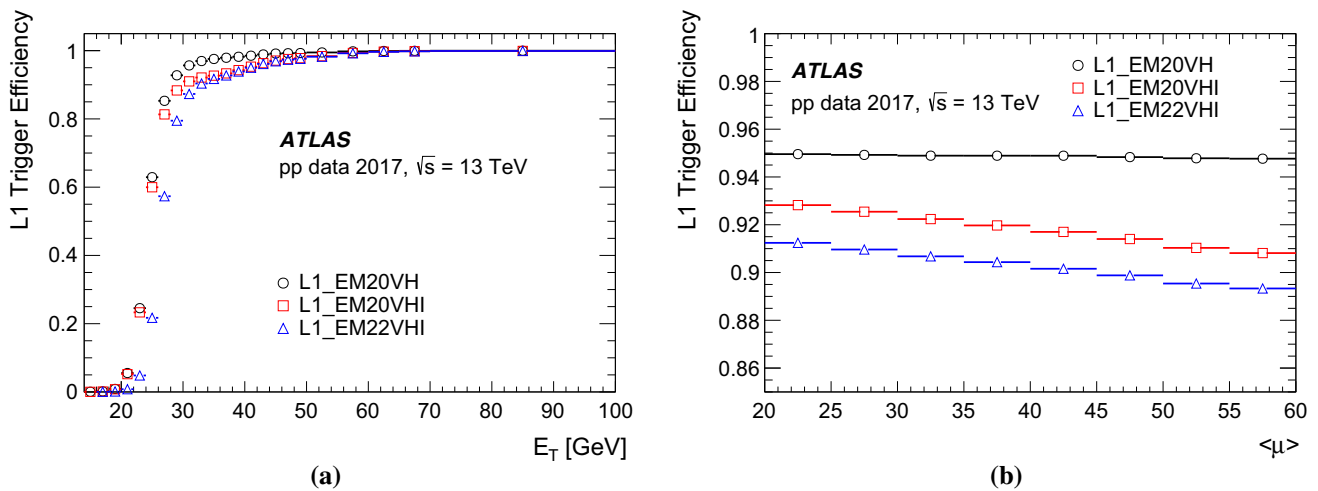 L1 Trigger Efficiency
1
0.8
0.6
0.4
0.2
0
ATLAS
pp data 2017, √s = 13 TeV
L1_EM20VH
L1_EM20VHI
L1_EM22VHI
20 30 40 50 60 70 80 90 100
E_T [GeV]
(a)
L1 Trigger Efficiency
1
0.98
0.96
0.94
0.92
0.9
0.88
0.86
ATLAS
pp data 2017, √s = 13 TeV
L1_EM20VH
L1_EM20VHI
L1_EM22VHI
20 25 30 35 40 45 50 55 60
<μ>
(b)